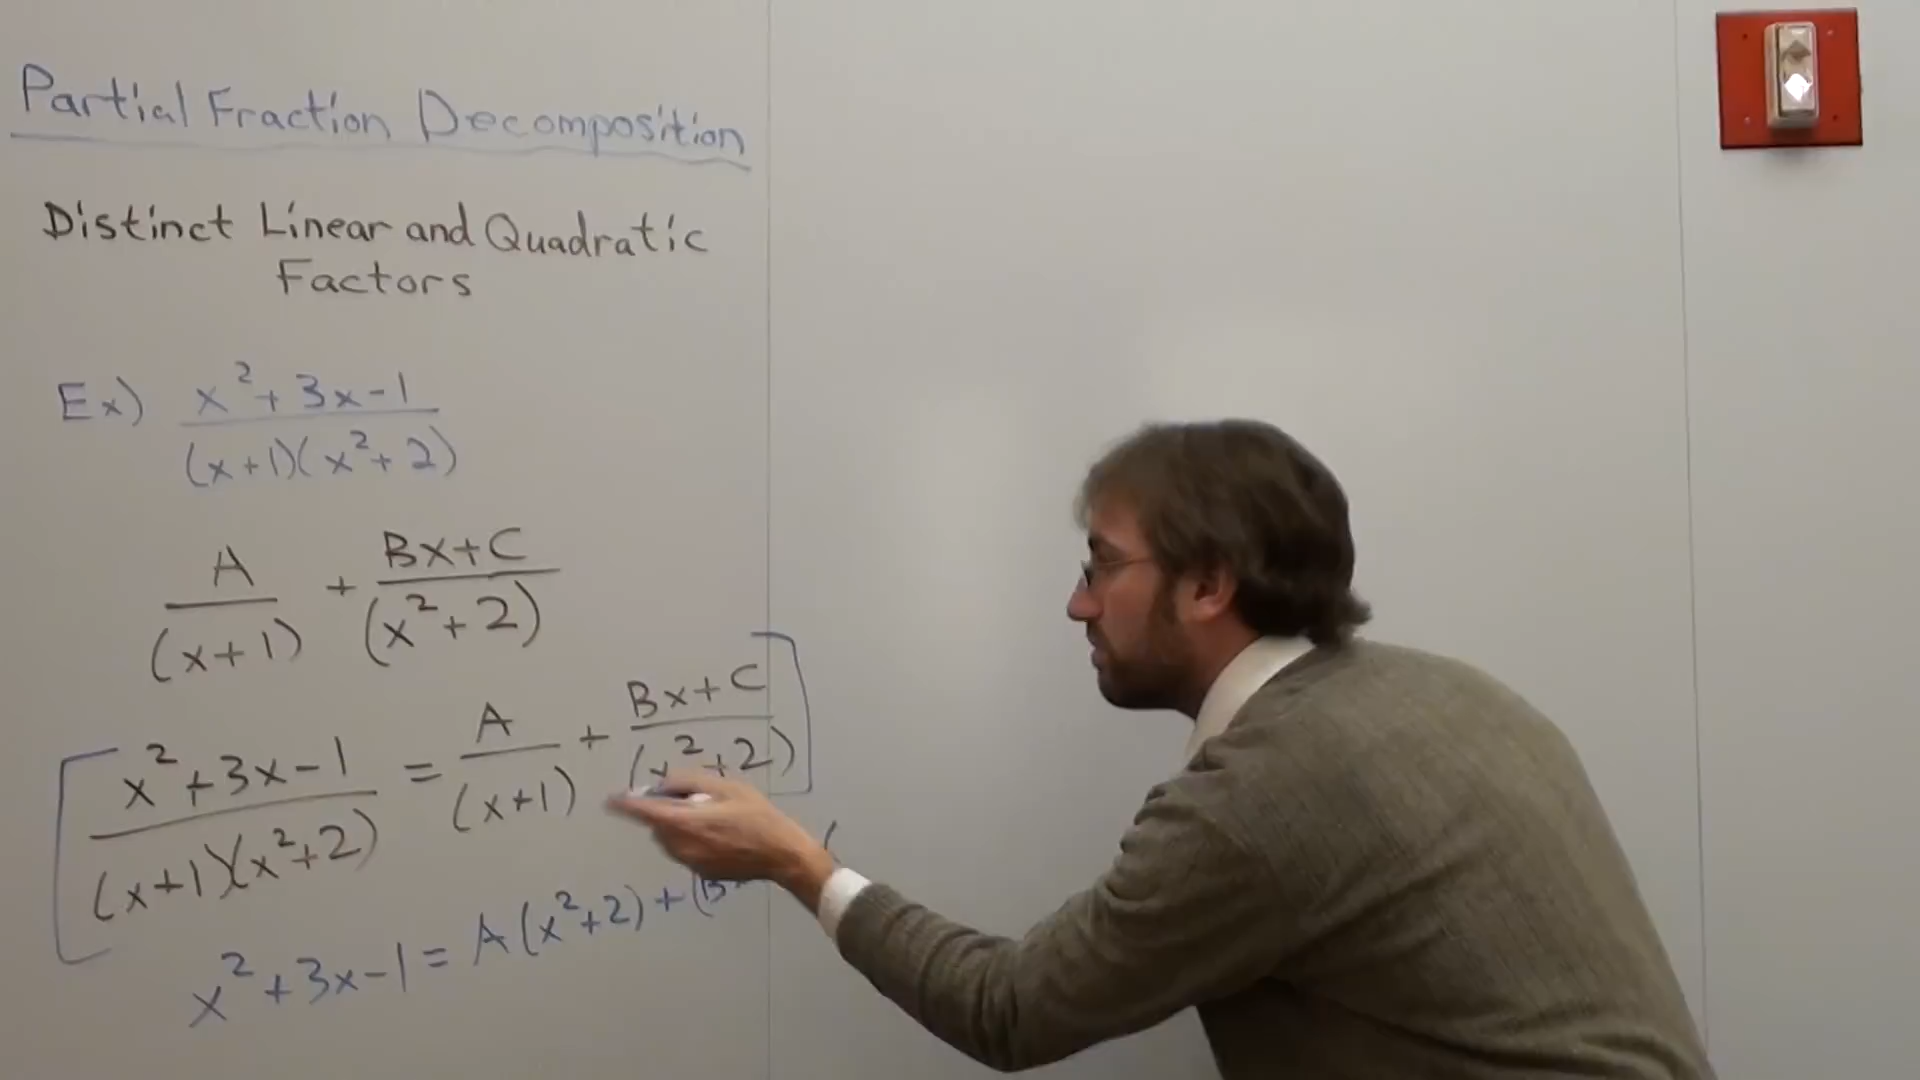 Partial Fraction Decomposition
Distinct Linear and Quadratic
Factors
Ex) x²+3x-1
(x+1)(x²+2)
A + Bx+C
(x+1) (x²+2)
x²+3x-1 = A + Bx+C
(x+1)(x²+2) (x+1) (x²+2)
x²+3x-1 = A(x²+2)+(B